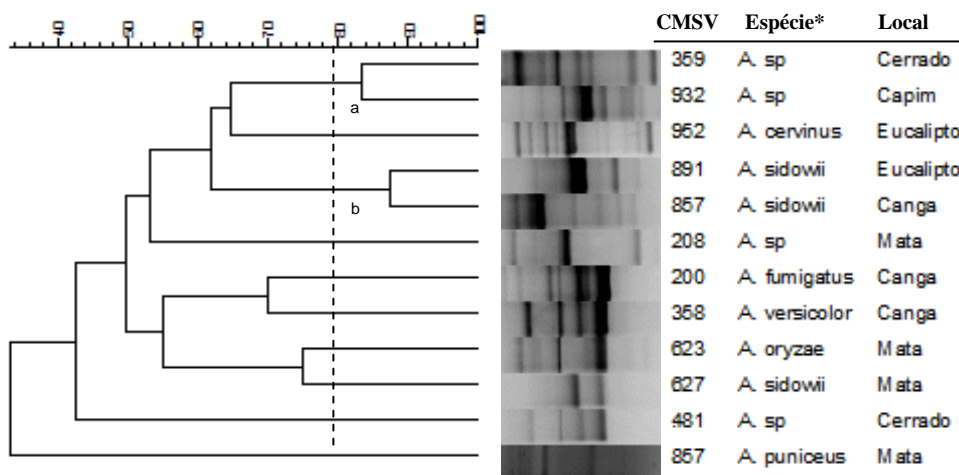 40 50 60 70 80 90 100
CMSV Espécie* Local
359 A. sp Cerrado
932 A. sp Capim
a
952 A. cervinus Eucalipto
891 A. sidowii Eucalipto
b
857 A. sidowii Canga
208 A. sp Mata
200 A. fumigatus Canga
358 A. versicolor Canga
623 A. oryzae Mata
627 A. sidowii Mata
481 A. sp Cerrado
857 A. puniceus Mata